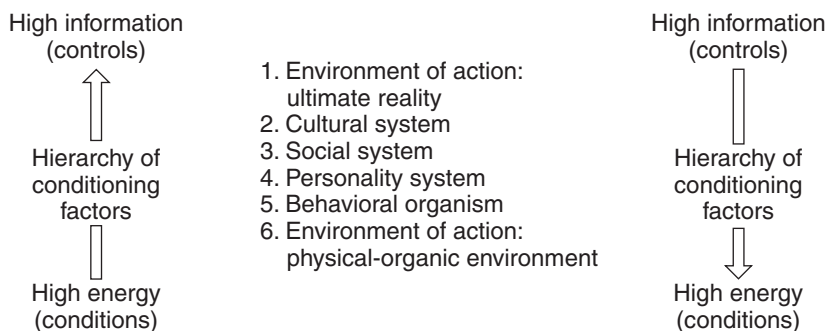 High information
(controls)
Hierarchy of
conditioning
factors
High energy
(conditions)
1. Environment of action:
ultimate reality
2. Cultural system
3. Social system
4. Personality system
5. Behavioral organism
6. Environment of action:
physical-organic environment
High information
(controls)
Hierarchy of
conditioning
factors
High energy
(conditions)